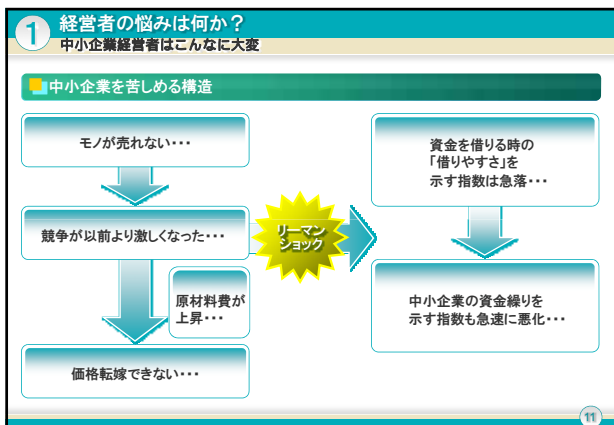 1
経営者の悩みは何か？
中小企業経営者はこんなに大変
中小企業を苦しめる構造
モノが売れない・・・
競争が以前より激しくなった・・・
原材料費が
上昇・・・
価格転嫁できない・・・
リーマン
ショック
資金を借りる時の
「借りやすさ」を
示す指数は急落・・・
中小企業の資金繰りを
示す指数も急速に悪化・・・
11